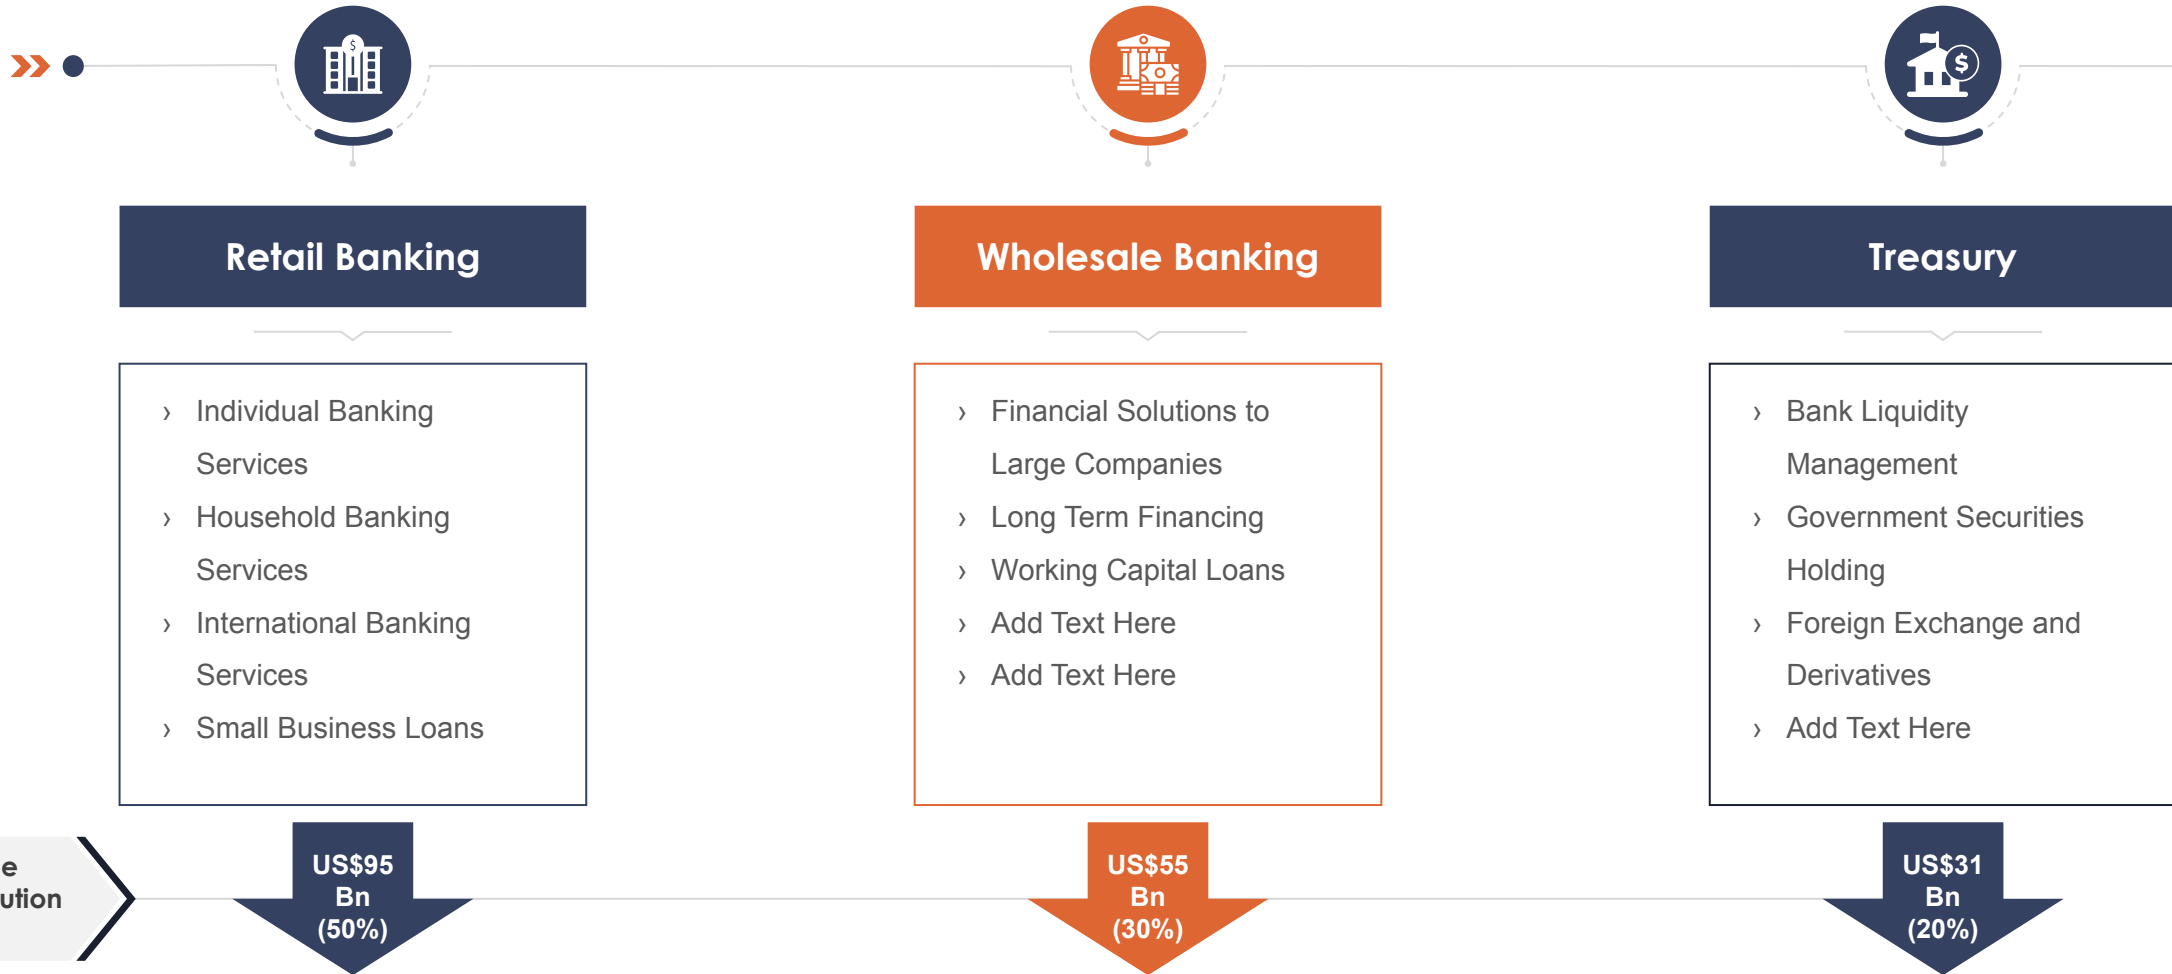 Retail Banking
Individual Banking
Services
Household Banking
Services
International Banking
Services
Small Business Loans
Wholesale Banking
Financial Solutions to
Large Companies
Long Term Financing
Working Capital Loans
Add Text Here
Add Text Here
Treasury
Bank Liquidity
Management
Government Securities
Holding
Foreign Exchange and
Derivatives
Add Text Here
US$95
Bn
(50%)
US$55
Bn
(30%)
US$31
Bn
(20%)